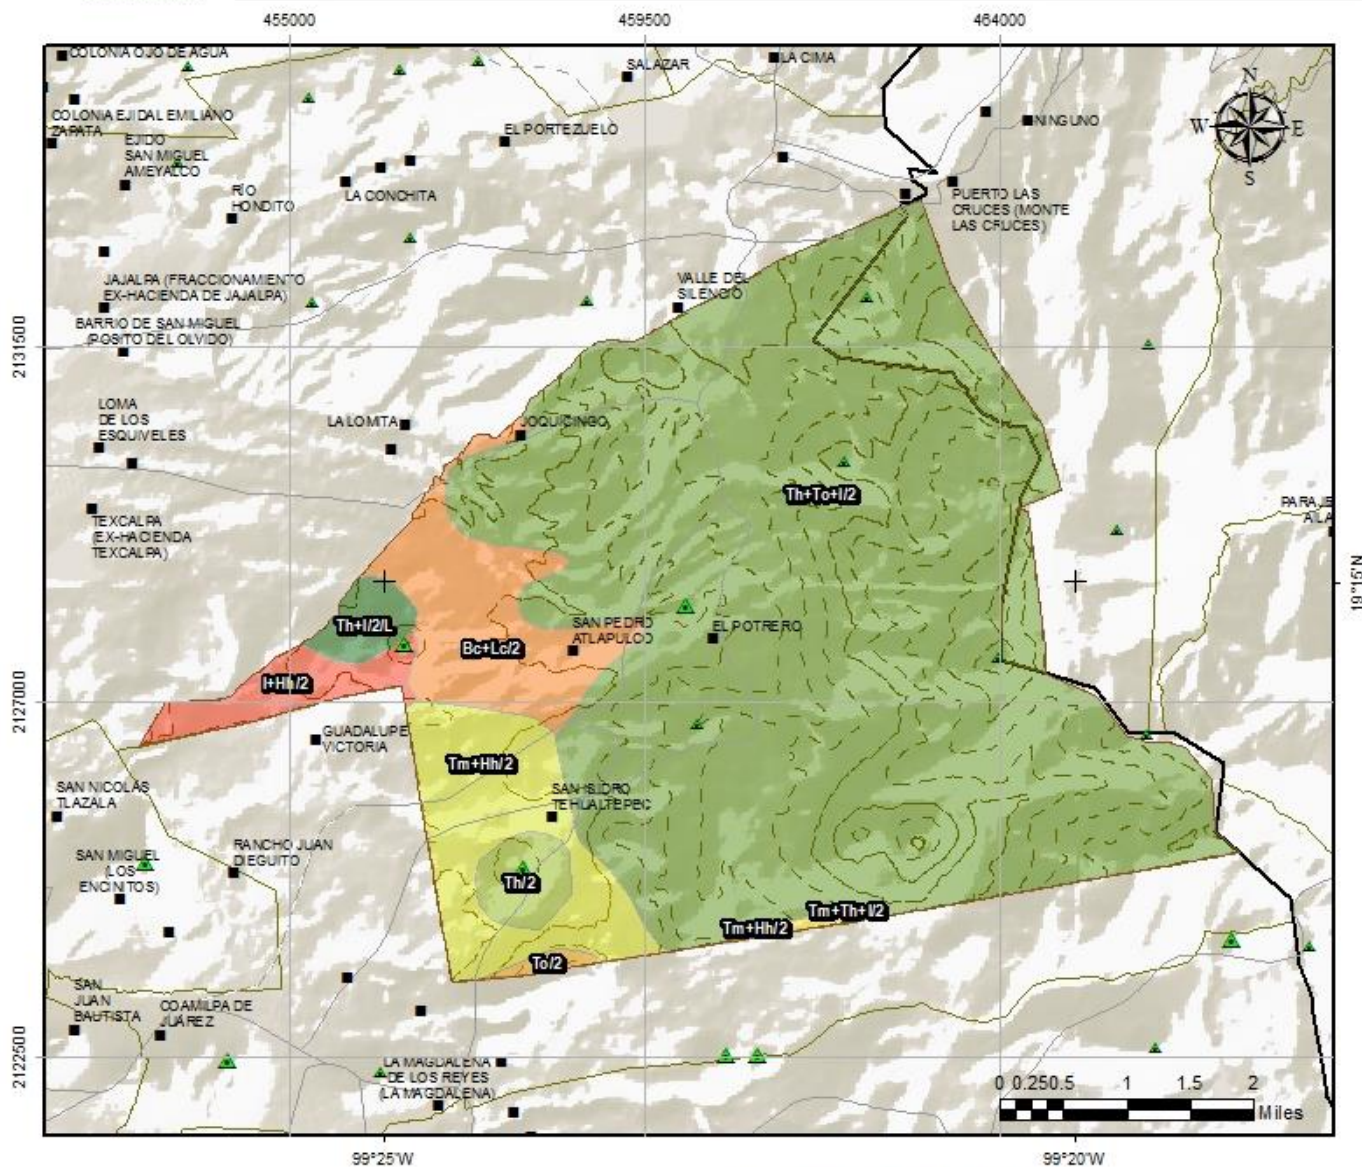 455000
459500
464000
COLONIA OJO DE AGUA
SALAZAR
LA CIMA
N
COLONIA EJIDAL EMILIANO
ZAPATA
EJIDO
SAN MIGUEL
AMEYALCO
EL PORTEZUELO
NINGUNO
W
E
S
RÍO
HONDITO
LA CONCHITA
PUERTO LAS
CRUCES (MONTE
LAS CRUCES)
JAJALPA (FRACCIONAMIENTO
EX-HACIENDA DE JAJALPA)
VALLE DEL
SILENCIO
BARRIO DE SAN MIGUEL
(POSITO DEL OLVIDO)
2131500
LOMA
DE LOS
ESQUIVELES
LA LOMITA
JOQUICINGO
Th+To+I/2
TEXCALPA
(EX-HACIENDA
TEXCALPA)
19°15'N
Th+I/2/L
Bc+Lc/2
SAN PEDRO
ATLAPULCO
EL POTRERO
I+Hh/2
2127000
GUADALUPE
VICTORIA
Tm+Hh/2
SAN NICOLAS
TLAZALA
SAN ISIDRO
TEHUALTEPEC
SAN MIGUEL
(LOS
ENCINITOS)
RANCHO JUAN
DIEGUITO
Th/2
Tm+Th+I/2
Tm+Hh/2
To/2
SAN
JUAN
BAUTISTA
COAMILPA DE
JUÁREZ
2122500
LA MAGDALENA
DE LOS REYES
(LA MAGDALENA)
0 0.250.5 1 1.5 2
Miles
99°25'W
99°20'W